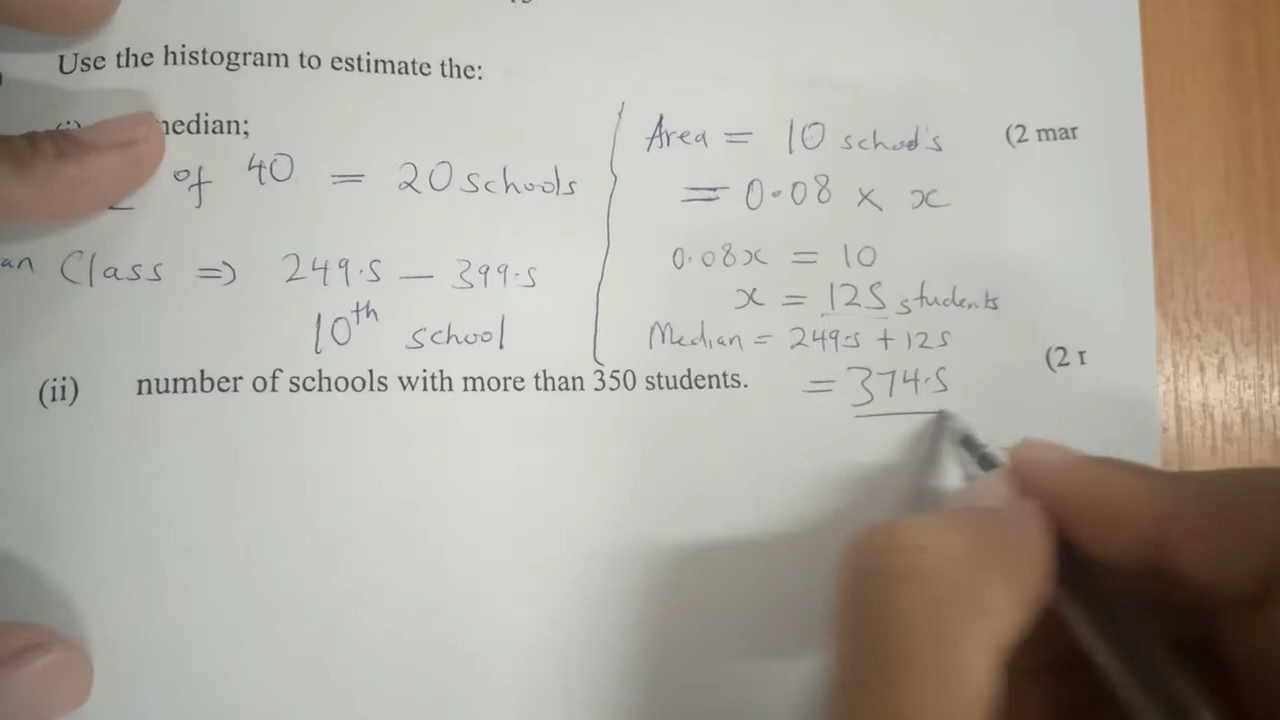 Use the histogram to estimate the:
median;
of 40 = 20 schools
Class ⇒ 249.5 – 399.5
10th school
Area = 10 schools (2 mar
= 0.08 × x
0.08x = 10
x = 125 students
Median = 249.5 + 125
= 374.5
(ii) number of schools with more than 350 students. (2